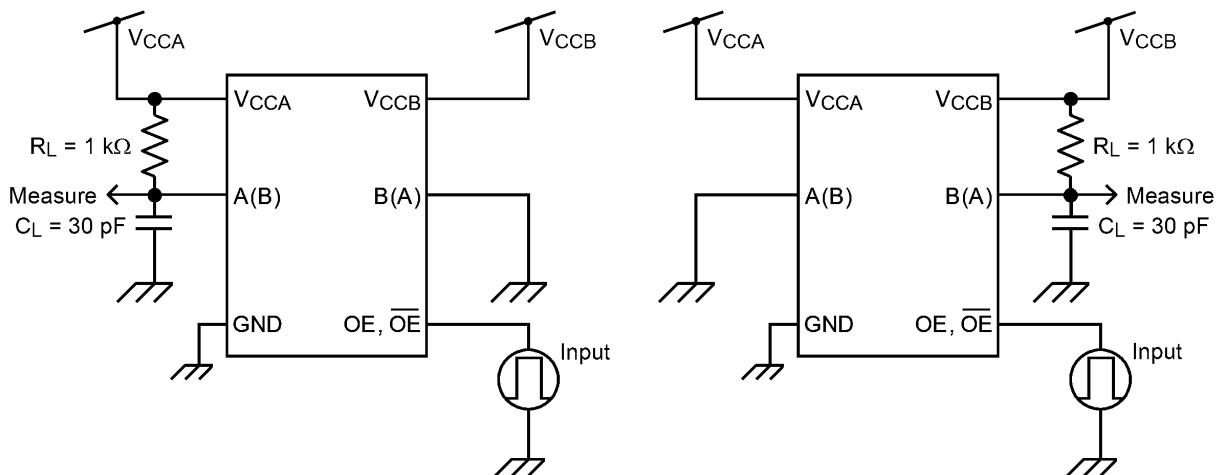 VCCA
VCCB
VCCA
VCCB
RL = 1 kΩ
Measure
CL = 30 pF
A(B)
B(A)
GND
OE, OE̅
Input
VCCA
VCCB
VCCA
VCCB
RL = 1 kΩ
A(B)
B(A)
Measure
CL = 30 pF
GND
OE, OE̅
Input